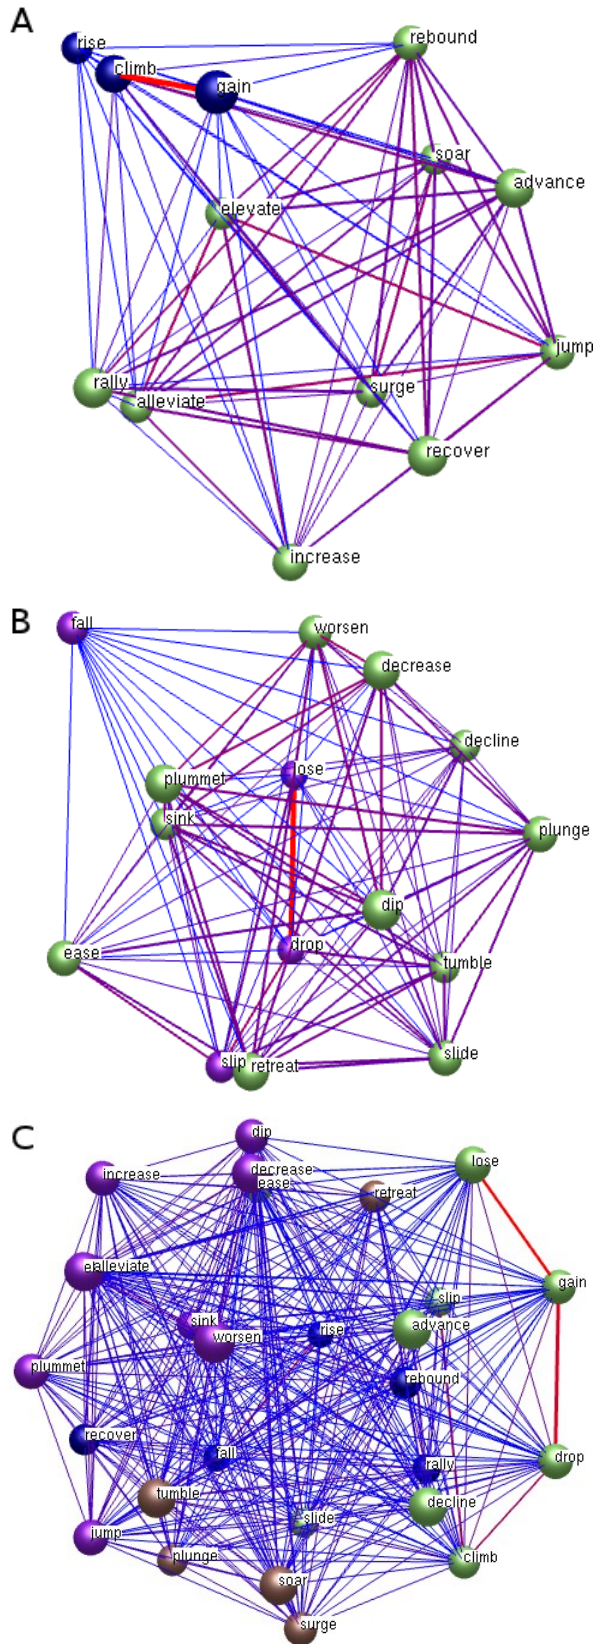 A
rise
rebound
climb
gain
soar
advance
elevate
jump
rally
surge
alleviate
recover
increase
B
fall
worsen
decrease
decline
lose
plummet
sink
plunge
dip
drop
ease
tumble
slide
slip
retreat
C
dip
lose
decrease
increase
ease
retreat
alleviate
gain
slip
sink
advance
rise
worsen
plummet
rebound
recover
fall
drop
rally
tumble
decline
slide
jump
plunge
climb
soar
surge